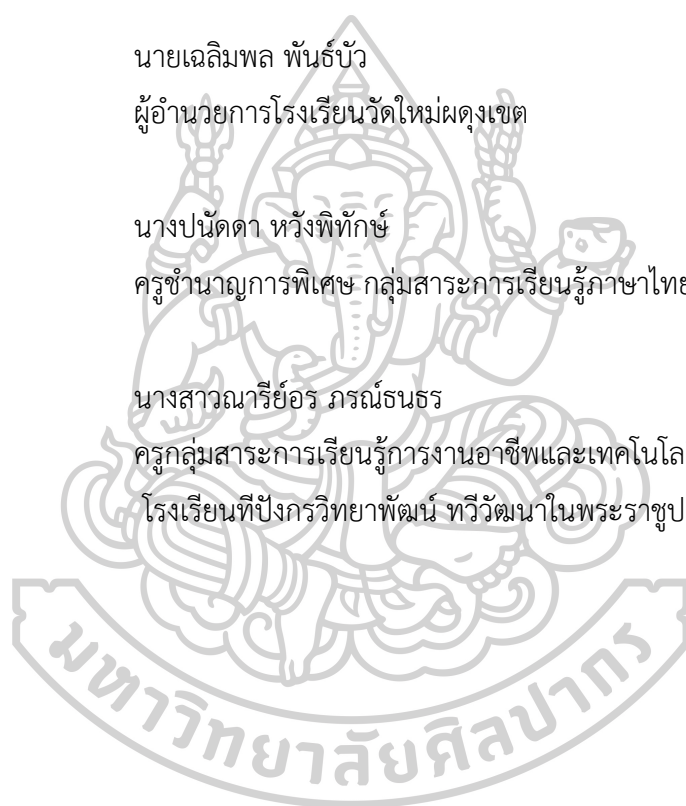 นายเฉลิมพล พันธ์บัว
ผู้อำนวยการโรงเรียนวัดใหม่ผดุงเขต
นางปนัดดา หวังพิทักษ์
ครูชำนาญการพิเศษ กลุ่มสาระการเรียนรู้ภาษาไทย
นางสาวณารีย์อร ภรณ์ธนธร
ครูกลุ่มสาระการเรียนรู้การงานอาชีพและเทคโนโล
โรงเรียนทีปังกรวิทยาพัฒน์ ทวีวัฒนาในพระราชูป
มหาวิทยาลัยศิลปากร